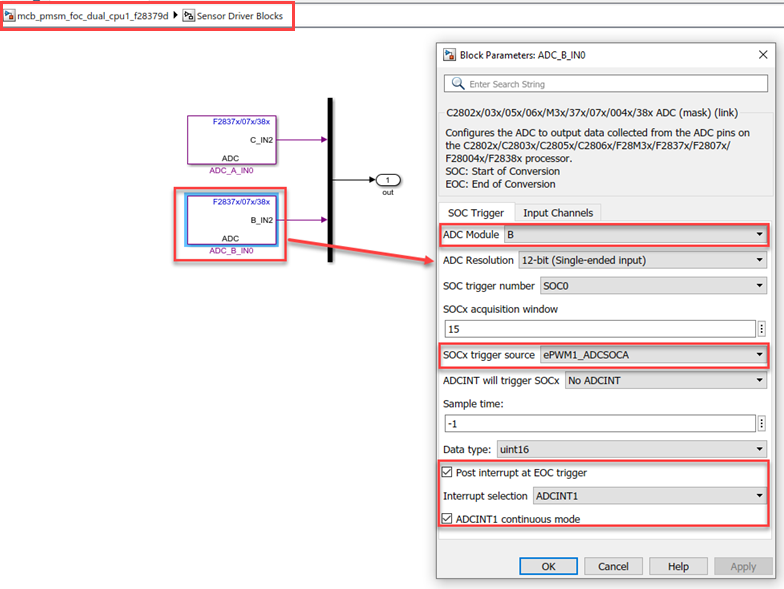 mcb_pmsm_foc_dual_cpu1_f28379d Sensor Driver Blocks
F2837x/07x/38x
C_IN2
ADC
ADC_A_IN0
F2837x/07x/38x
B_IN2
ADC
ADC_B_IN0
1
out
Block Parameters: ADC_B_IN0
Enter Search String
C2802x/03x/05x/06x/M3x/37x/07x/004x/38x ADC (mask) (link)
Configures the ADC to output data collected from the ADC pins on
the C2802x/C2803x/C2805x/C2806x/F28M3x/F2837x/F2807x/
F28004x/F2838x processor.
SOC: Start of Conversion
EOC: End of Conversion
SOC Trigger Input Channels
ADC Module B
ADC Resolution 12-bit (Single-ended input)
SOC trigger number SOC0
SOCx acquisition window
15
SOCx trigger source ePWM1_ADCSOCA
ADCINT will trigger SOCx No ADCINT
Sample time:
-1
Data type: uint16
Post interrupt at EOC trigger
Interrupt selection ADCINT1
ADCINT1 continuous mode
OK Cancel Help Apply